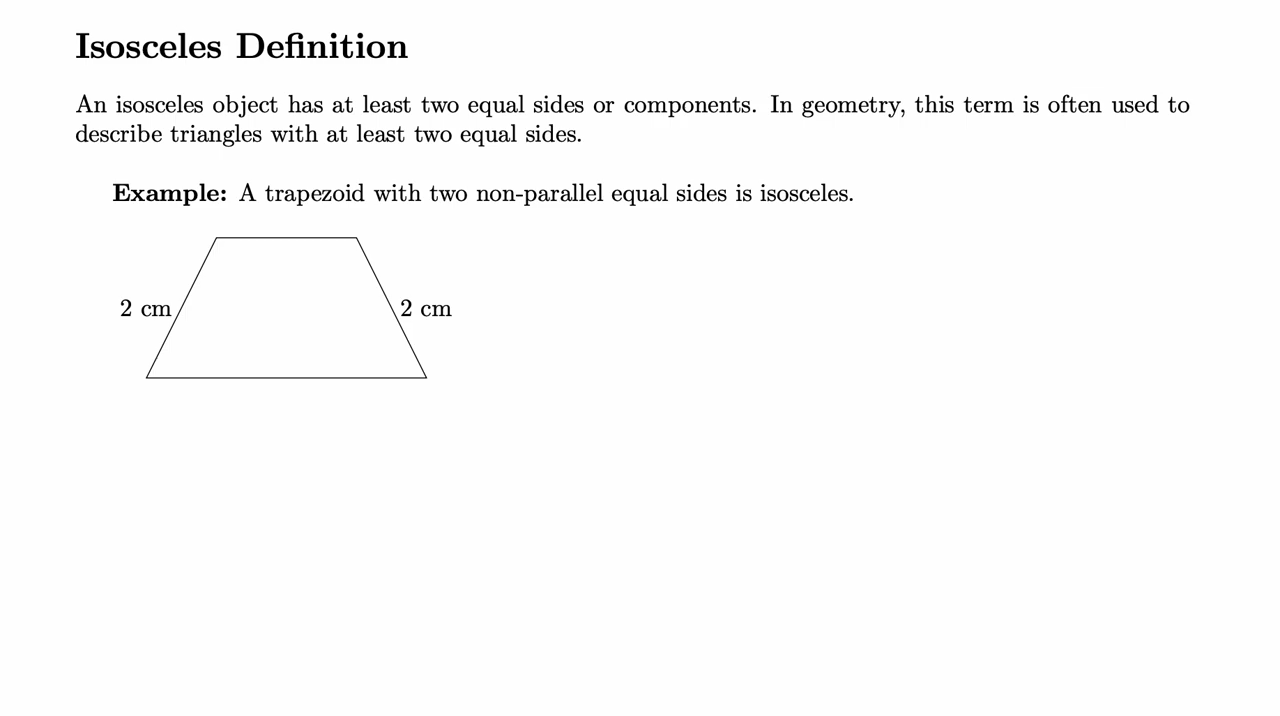 Isosceles Definition
An isosceles object has at least two equal sides or components. In geometry, this term is often used to
describe triangles with at least two equal sides.
Example: A trapezoid with two non-parallel equal sides is isosceles.
2 cm 2 cm